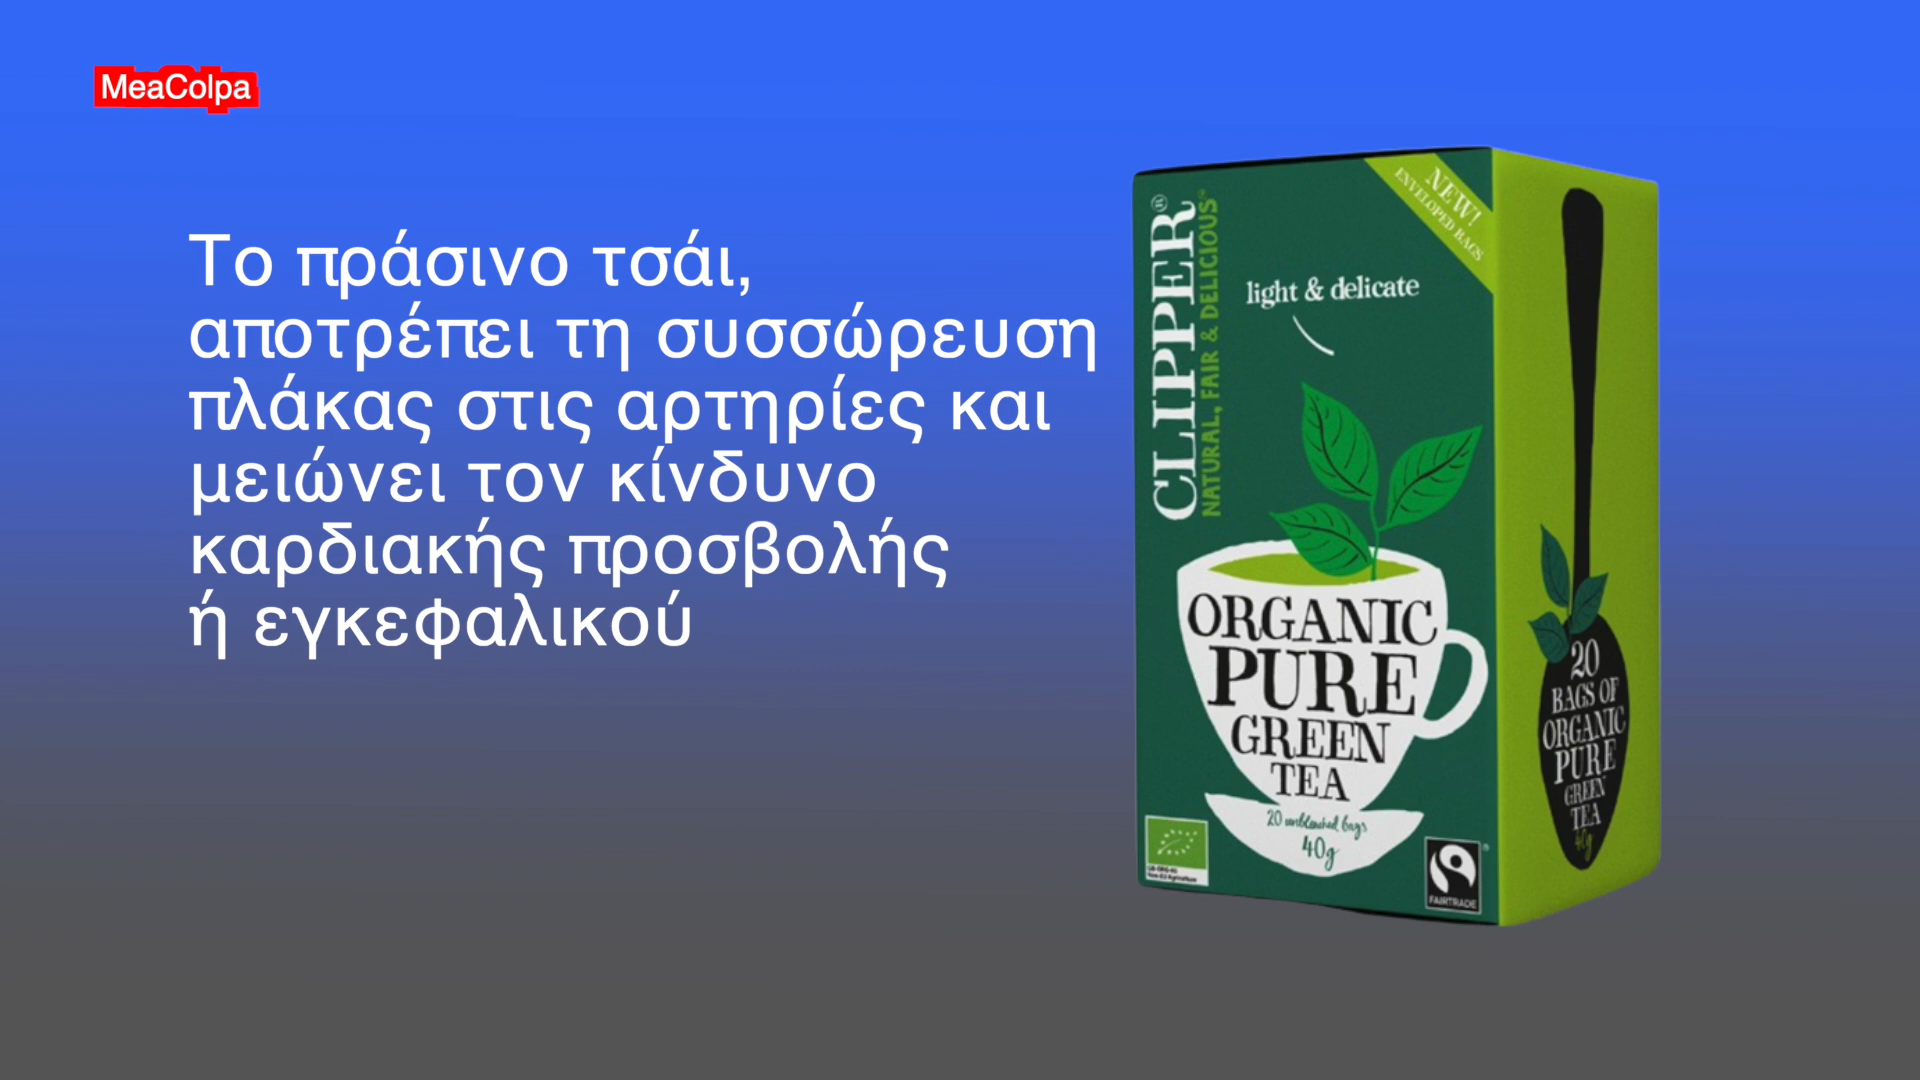 MeaColpa
Το πράσινο τσάι,
αποτρέπει τη συσσώρευση
πλάκας στις αρτηρίες και
μειώνει τον κίνδυνο
καρδιακής προσβολής
ή εγκεφαλικού
CLIPPER®
NATURAL, FAIR & DELICIOUS
NEW!
ENVELOPED BAGS
light & delicate
ORGANIC
PURE
GREEN
TEA
20 unbleached bags
40g
FAIRTRADE
20
BAGS OF
ORGANIC
PURE
GREEN
TEA
40g